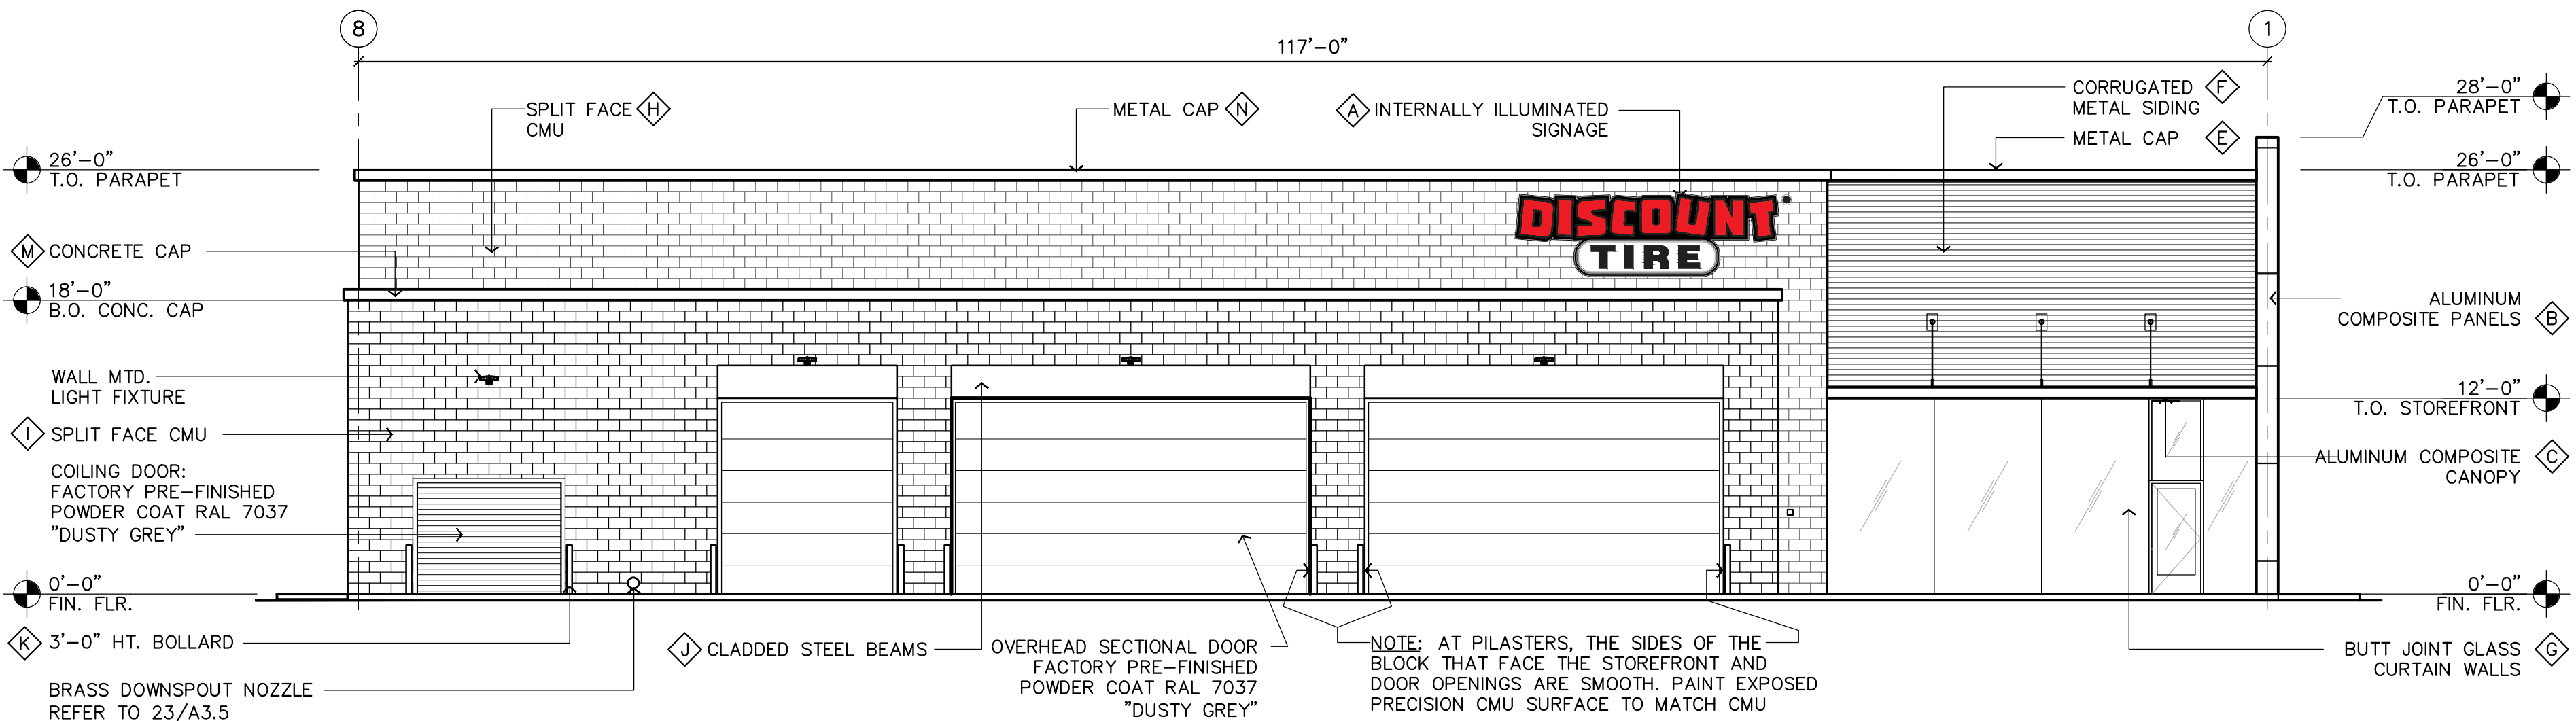 8
117'-0"
1
SPLIT FACE H
CMU
METAL CAP N
A INTERNALLY ILLUMINATED
SIGNAGE
CORRUGATED F
METAL SIDING
METAL CAP E
28'-0"
T.O. PARAPET
26'-0"
T.O. PARAPET
26'-0"
T.O. PARAPET
DISCOUNT
TIRE
M CONCRETE CAP
18'-0"
B.O. CONC. CAP
ALUMINUM
COMPOSITE PANELS B
WALL MTD.
LIGHT FIXTURE
12'-0"
T.O. STOREFRONT
I SPLIT FACE CMU
ALUMINUM COMPOSITE C
CANOPY
COILING DOOR:
FACTORY PRE-FINISHED
POWDER COAT RAL 7037
"DUSTY GREY"
0'-0"
FIN. FLR.
0'-0"
FIN. FLR.
K 3'-0" HT. BOLLARD
J CLADDED STEEL BEAMS
OVERHEAD SECTIONAL DOOR
FACTORY PRE-FINISHED
POWDER COAT RAL 7037
"DUSTY GREY"
NOTE: AT PILASTERS, THE SIDES OF THE
BLOCK THAT FACE THE STOREFRONT AND
DOOR OPENINGS ARE SMOOTH. PAINT EXPOSED
PRECISION CMU SURFACE TO MATCH CMU
BUTT JOINT GLASS G
CURTAIN WALLS
BRASS DOWNSPOUT NOZZLE
REFER TO 23/A3.5